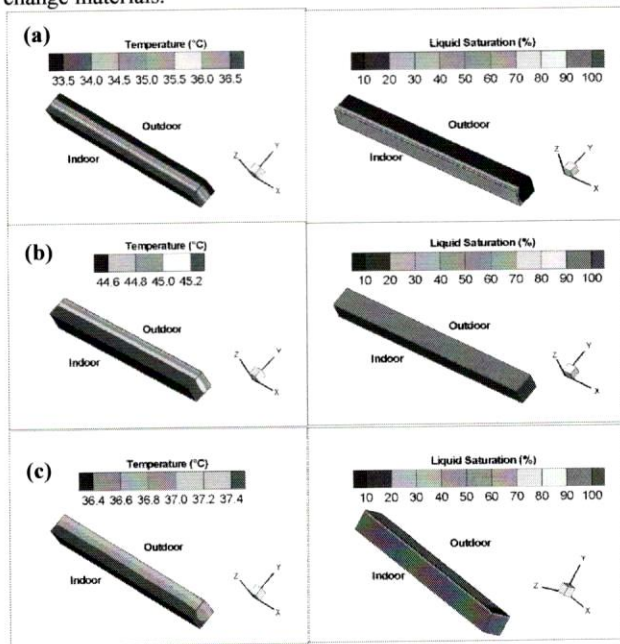 change materials.
(a)
Temperature (°C)
33.5 34.0 34.5 35.0 35.5 36.0 36.5
Outdoor
Indoor
Z Y X
Liquid Saturation (%)
10 20 30 40 50 60 70 80 90 100
Outdoor
Indoor
Z Y X
(b)
Temperature (°C)
44.6 44.8 45.0 45.2
Outdoor
Indoor
Z Y X
Liquid Saturation (%)
10 20 30 40 50 60 70 80 90 100
Outdoor
Indoor
Z Y X
(c)
Temperature (°C)
36.4 36.6 36.8 37.0 37.2 37.4
Outdoor
Indoor
Z Y X
Liquid Saturation (%)
10 20 30 40 50 60 70 80 90 100
Outdoor
Indoor
Z Y X